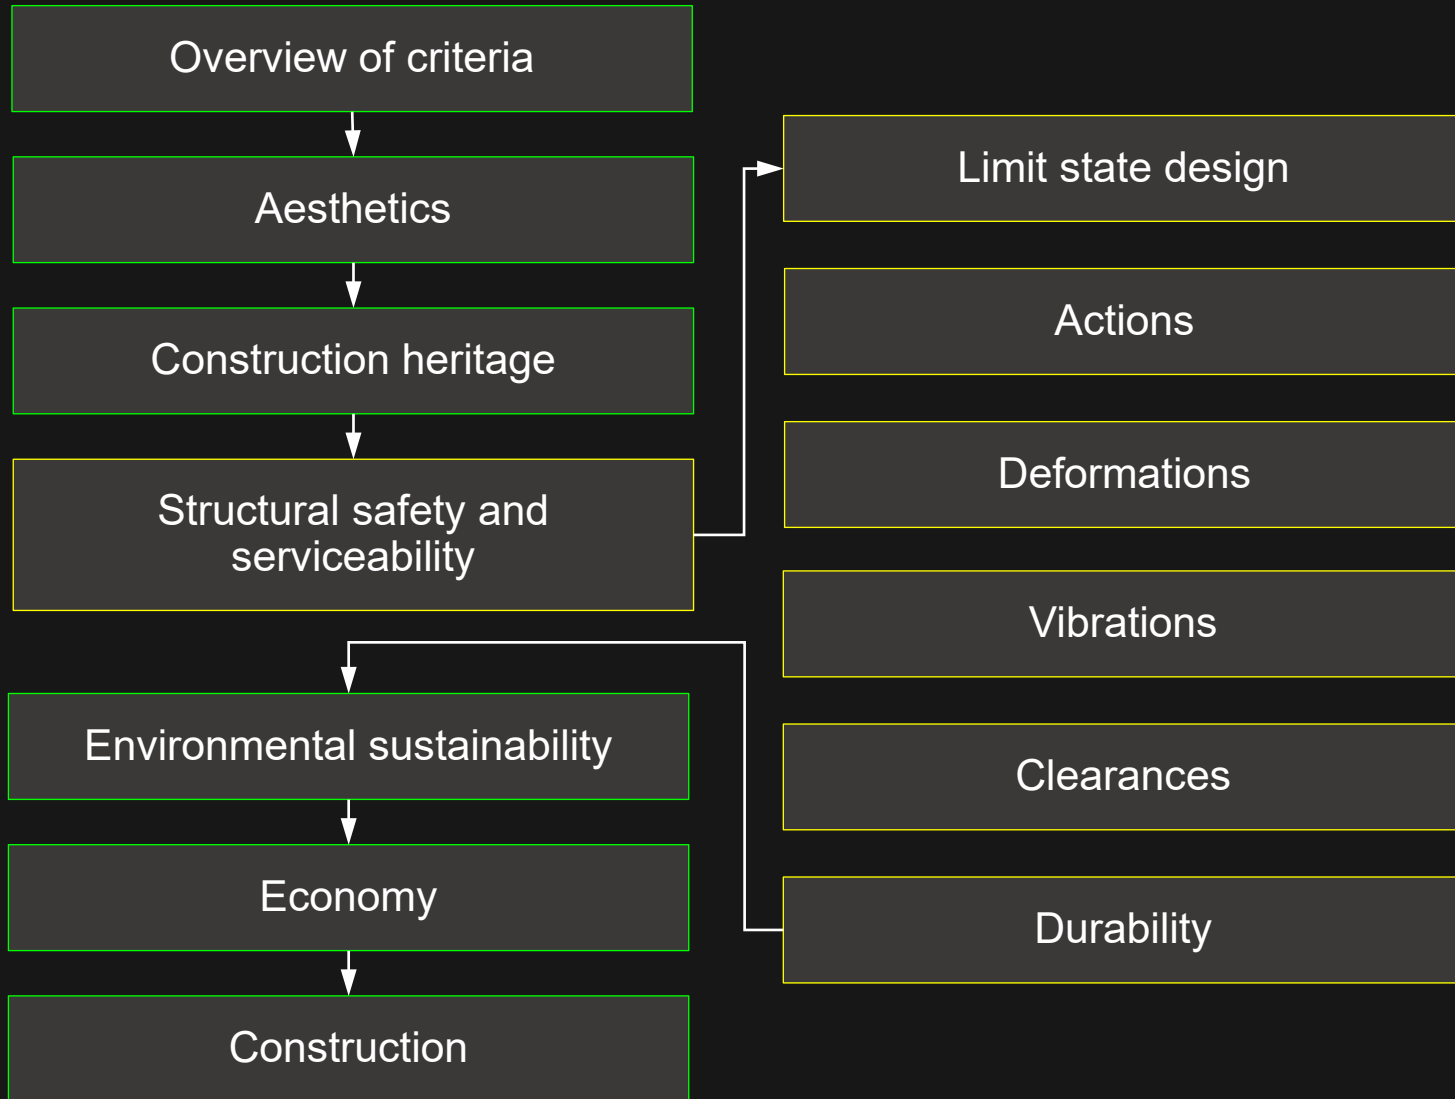 Overview of criteria
Aesthetics
Construction heritage
Structural safety and
serviceability
Limit state design
Actions
Deformations
Vibrations
Clearances
Durability
Environmental sustainability
Economy
Construction